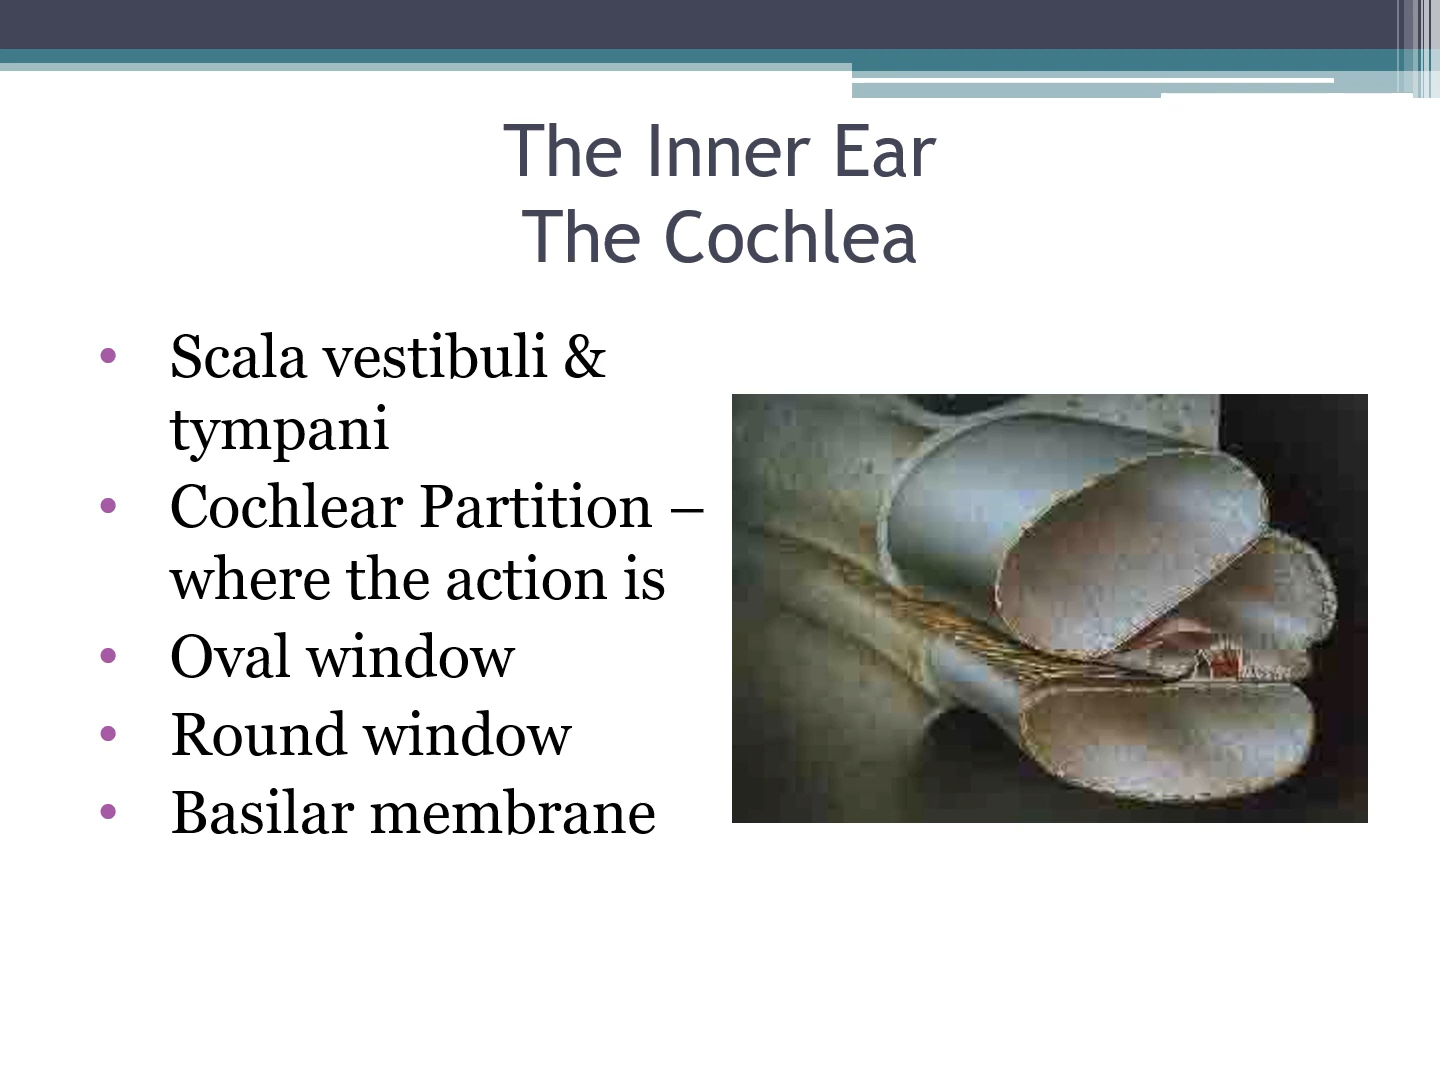 The Inner Ear
The Cochlea
• Scala vestibuli &
tympani
• Cochlear Partition –
where the action is
• Oval window
• Round window
• Basilar membrane